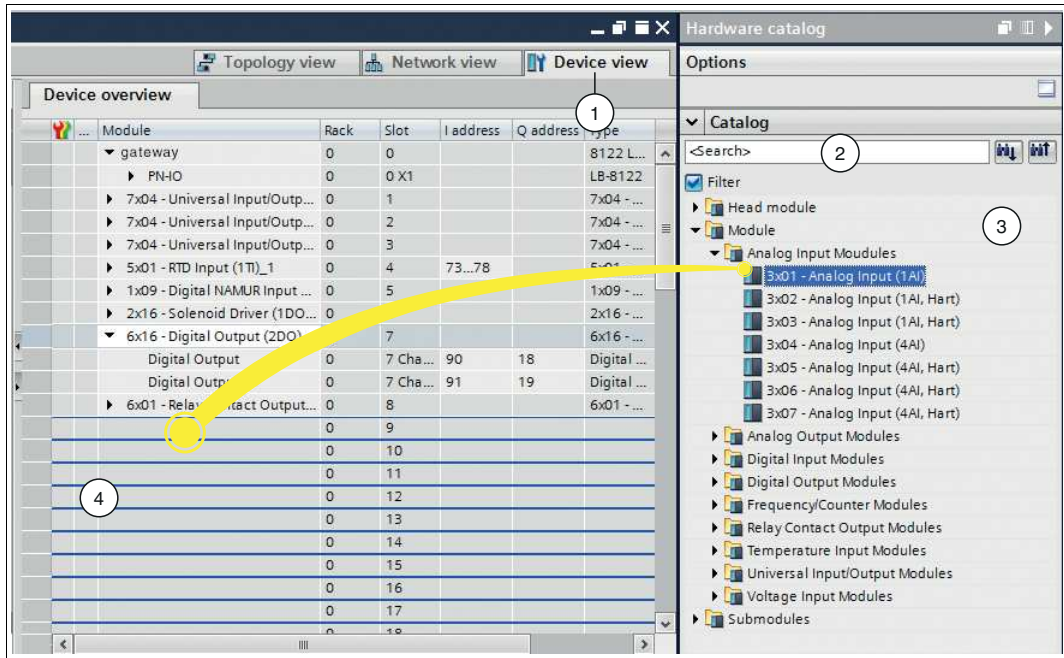 Hardware catalog
Topology view Network view Device view
Options
Device overview
1
... Module Rack Slot I address Q address
gateway 0 0 8122 L...
PN-IO 0 0 X1 LB-8122
7x04 - Universal Input/Outp... 0 1 7x04 - ...
7x04 - Universal Input/Outp... 0 2 7x04 - ...
7x04 - Universal Input/Outp... 0 3 7x04 - ...
5x01 - RTD Input (1TI)_1 0 4 73...78
1x09 - Digital NAMUR Input ... 0 5 1x09 - ...
2x16 - Solenoid Driver (1DO... 0 2x16 - ...
6x16 - Digital Output (2DO) 7 6x16 - ...
Digital Output 0 7 Cha... 90 18 Digital ...
Digital Output 0 7 Cha... 91 19 Digital ...
6x01 - Relay Contact Output... 0 8 6x01 - ...
0 9
0 10
0 11
4
0 12
0 13
0 14
0 15
0 16
0 17
0 18
Catalog
<Search>
2
Filter
3
Head module
Module
Analog Input Moudules
3x01 - Analog Input (1AI)
3x02 - Analog Input (1AI, Hart)
3x03 - Analog Input (1AI, Hart)
3x04 - Analog Input (4AI)
3x05 - Analog Input (4AI, Hart)
3x06 - Analog Input (4AI, Hart)
3x07 - Analog Input (4AI, Hart)
Analog Output Modules
Digital Input Modules
Digital Output Modules
Frequency/Counter Modules
Relay Contact Output Modules
Temperature Input Modules
Universal Input/Output Modules
Voltage Input Modules
Submodules